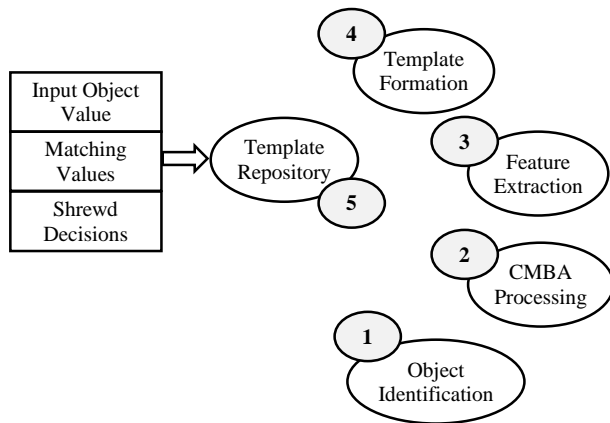 Input Object
Value
Matching
Values
Shrewd
Decisions
Template
Repository
5
4
Template
Formation
3
Feature
Extraction
2
CMBA
Processing
1
Object
Identification